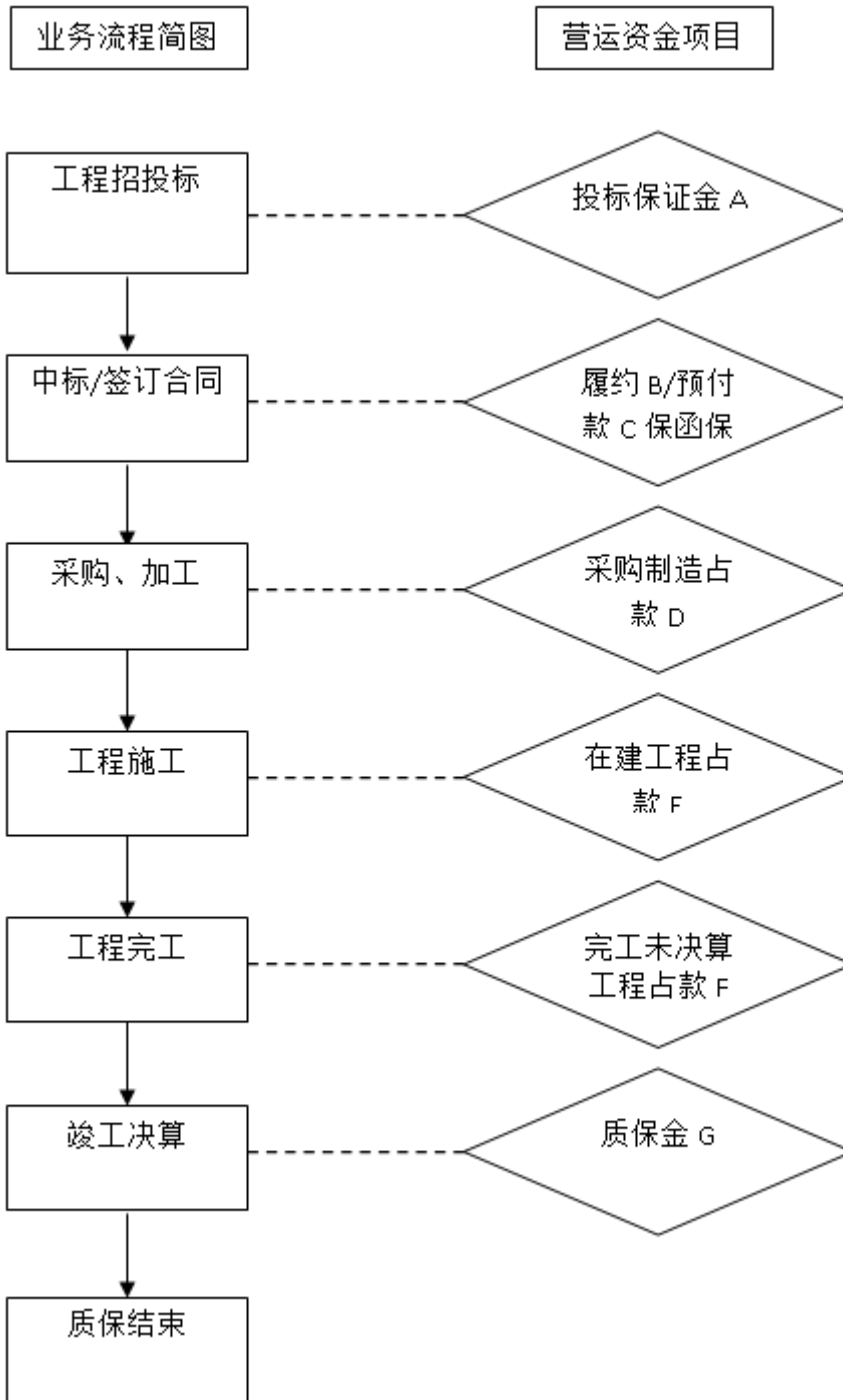 业务流程简图
营运资金项目
工程招投标
投标保证金 A
中标/签订合同
履约 B/预付
款 C 保函保
采购、加工
采购制造占
款 D
工程施工
在建工程占
款 F
工程完工
完工未决算
工程占款 F
竣工决算
质保金 G
质保结束